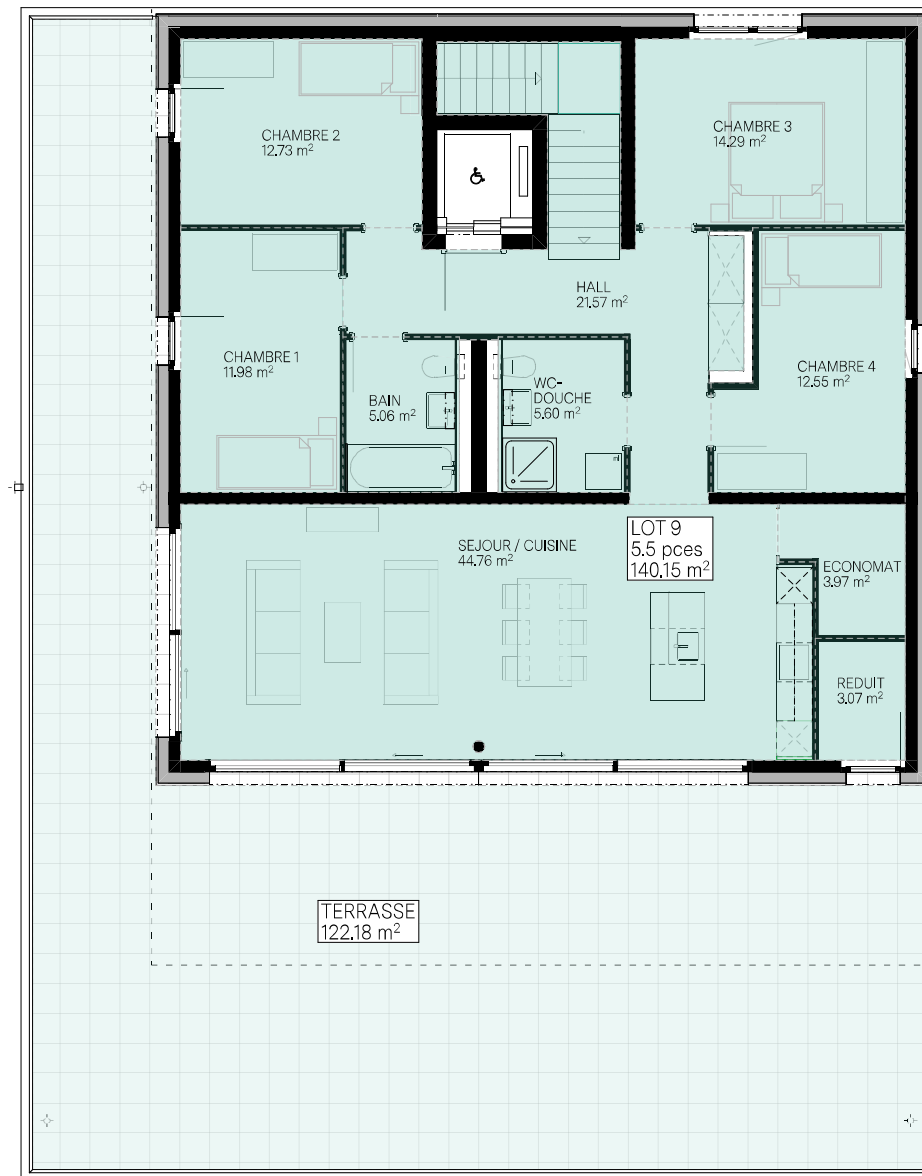 CHAMBRE 2
12.73 m²
CHAMBRE 3
14.29 m²
HALL
21.57 m²
CHAMBRE 1
11.98 m²
CHAMBRE 4
12.55 m²
BAIN
5.06 m²
WC-
DOUCHE
5.60 m²
SEJOUR / CUISINE
44.76 m²
LOT 9
5.5 pces
140.15 m²
ECONOMAT
3.97 m²
REDUIT
3.07 m²
TERRASSE
122.18 m²